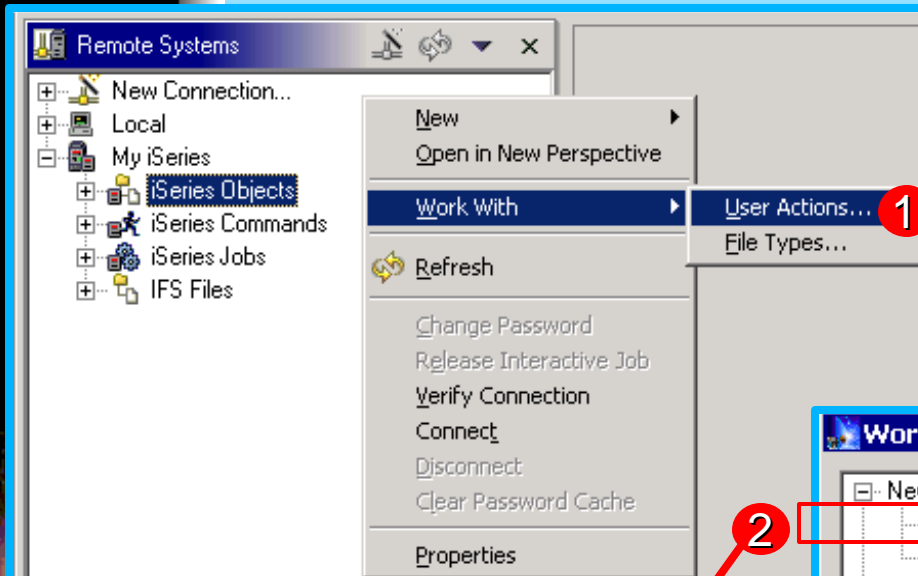 Remote Systems
New Connection...
Local
My iSeries
iSeries Objects
iSeries Commands
iSeries Jobs
IFS Files
New
Open in New Perspective
Work With
Refresh
Change Password
Release Interactive Job
Verify Connection
Connect
Disconnect
Clear Password Cache
Properties
User Actions...
1
File Types...
2
Wor
Ne